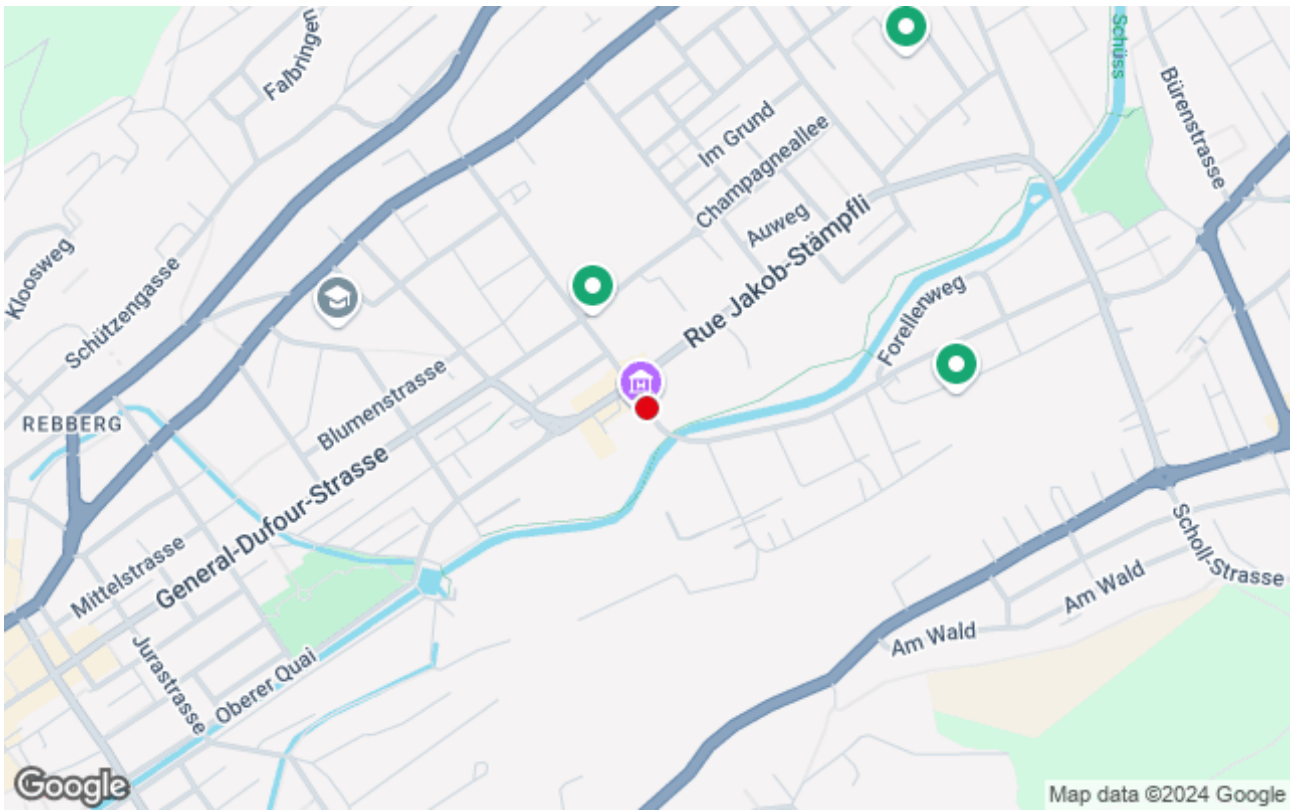 Falbringen
Schüss
Bürenstrasse
Im Grund
Champagneallee
Auweg
Kloosweg
Schützengasse
Rue Jakob-Stämpfli
Forellenweg
Blumenstrasse
REBBERG
General-Dufour-Strasse
Mittelstrasse
Scholl-Strasse
Am Wald
Am Wald
Jurastrasse
Oberer Quai
Google
Map data ©2024 Google